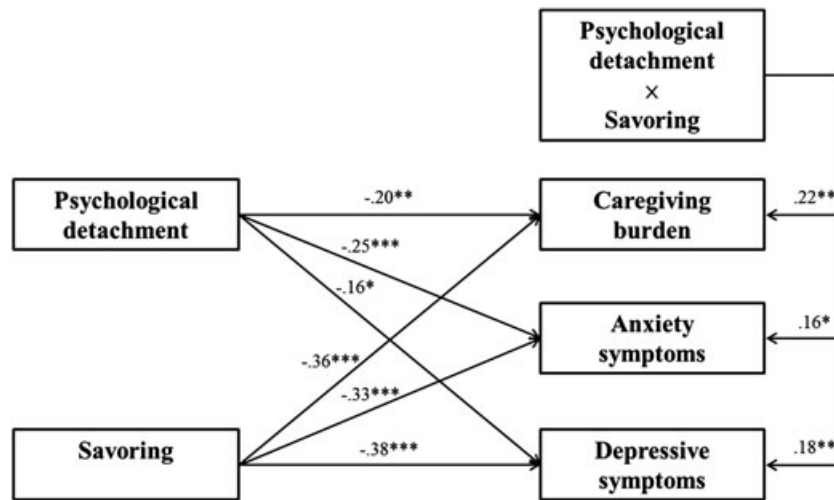 Psychological
detachment
×
Savoring
Psychological
detachment
-.20**
Caregiving
burden
.22**
-.25***
-.16*
Anxiety
symptoms
.16*
-.36***
-.33***
Savoring
-.38***
Depressive
symptoms
.18**